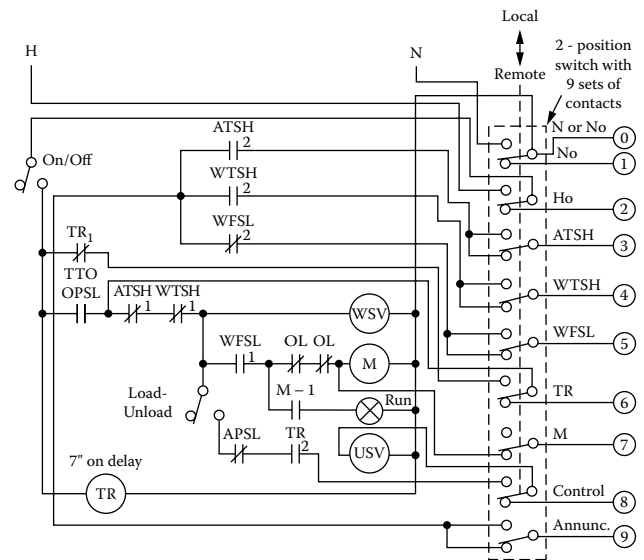 Local
H
N
2 - position
switch with
9 sets of
contacts
Remote
ATSH
2
N or No
0
On/Off
No
1
WTSH
2
Ho
2
WFSL
2
ATSH
3
TR1
TTO
OPSL
ATSH
1
WTSH
1
WTSH
4
WSV
WFSL
1
OL
OL
M
WFSL
5
Load-
Unload
M – 1
Run
TR
6
APSL
TR
2
USV
M
7
7" on delay
TR
Control
8
Annunc.
9